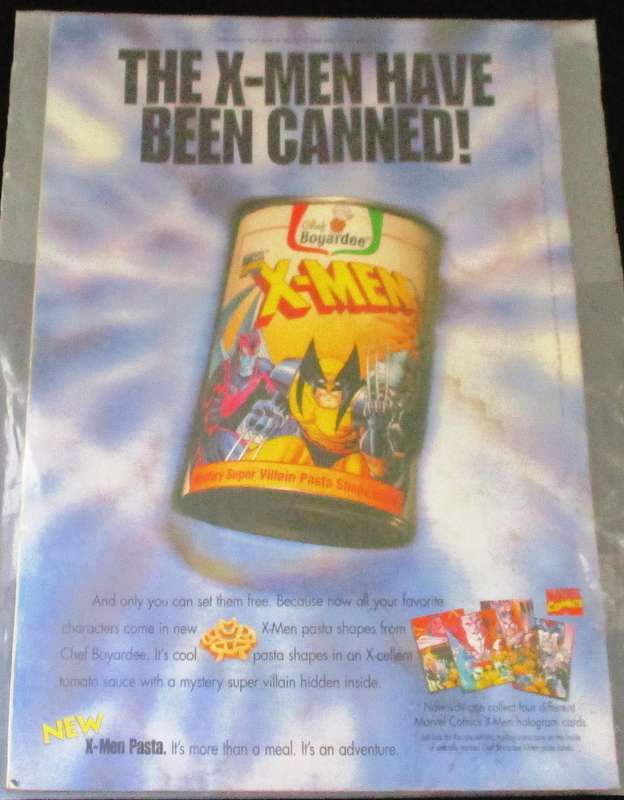 THE X-MEN HAVE
BEEN CANNED!
Chef
Boyardee
X-MEN
Mystery Super Villain Pasta Shape
And only you can set them free. Because now all your favorite
characters come in new X-Men pasta shapes from
Chef Boyardee. It's cool pasta shapes in an X-cellent
tomato sauce with a mystery super villain hidden inside.
MARVEL
COMICS
Now you can collect four different
Marvel Comics X-Men hologram cards.
NEW
X-Men Pasta. It's more than a meal. It's an adventure.